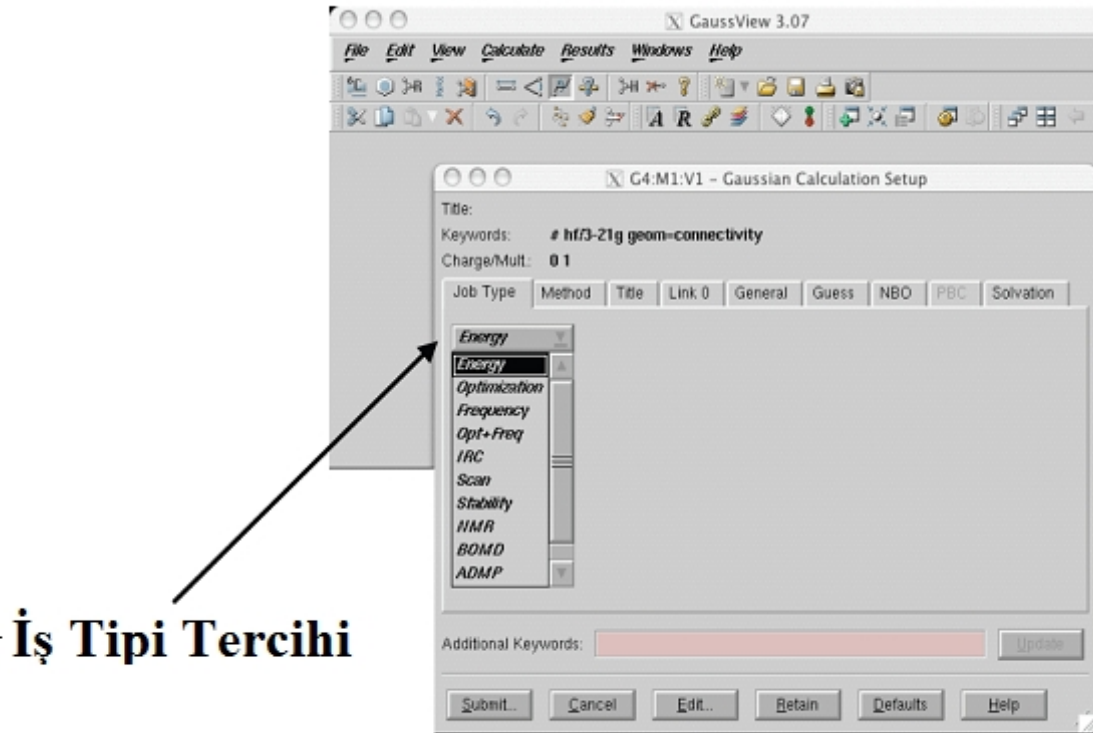 GaussView 3.07
File Edit View Calculate Results Windows Help
A R
G4:M1:V1 - Gaussian Calculation Setup
Title:
Keywords: # hf/3-21g geom=connectivity
Charge/Mult.: 0 1
Job Type Method Title Link 0 General Guess NBO PBC Solvation
Energy
Energy
Optimization
Frequency
Opt+Freq
IRC
Scan
Stability
NMR
BOMD
ADMP
İş Tipi Tercihi
Additional Keywords: Update
Submit.. Cancel Edit.. Retain Defaults Help